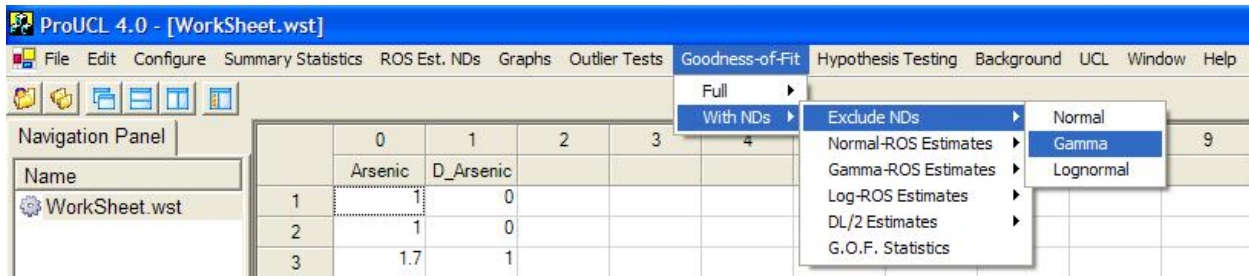 ProUCL 4.0 - [WorkSheet.wst]
File Edit Configure Summary Statistics ROS Est. NDs Graphs Outlier Tests Goodness-of-Fit Hypothesis Testing Background UCL Window Help
Full
With NDs
Exclude NDs
Normal-ROS Estimates
Gamma-ROS Estimates
Log-ROS Estimates
DL/2 Estimates
G.O.F. Statistics
Normal
Gamma
Lognormal
Navigation Panel
Name
WorkSheet.wst
0 1 2 3 4 9
Arsenic D_Arsenic
1 1 0
2 1 0
3 1.7 1